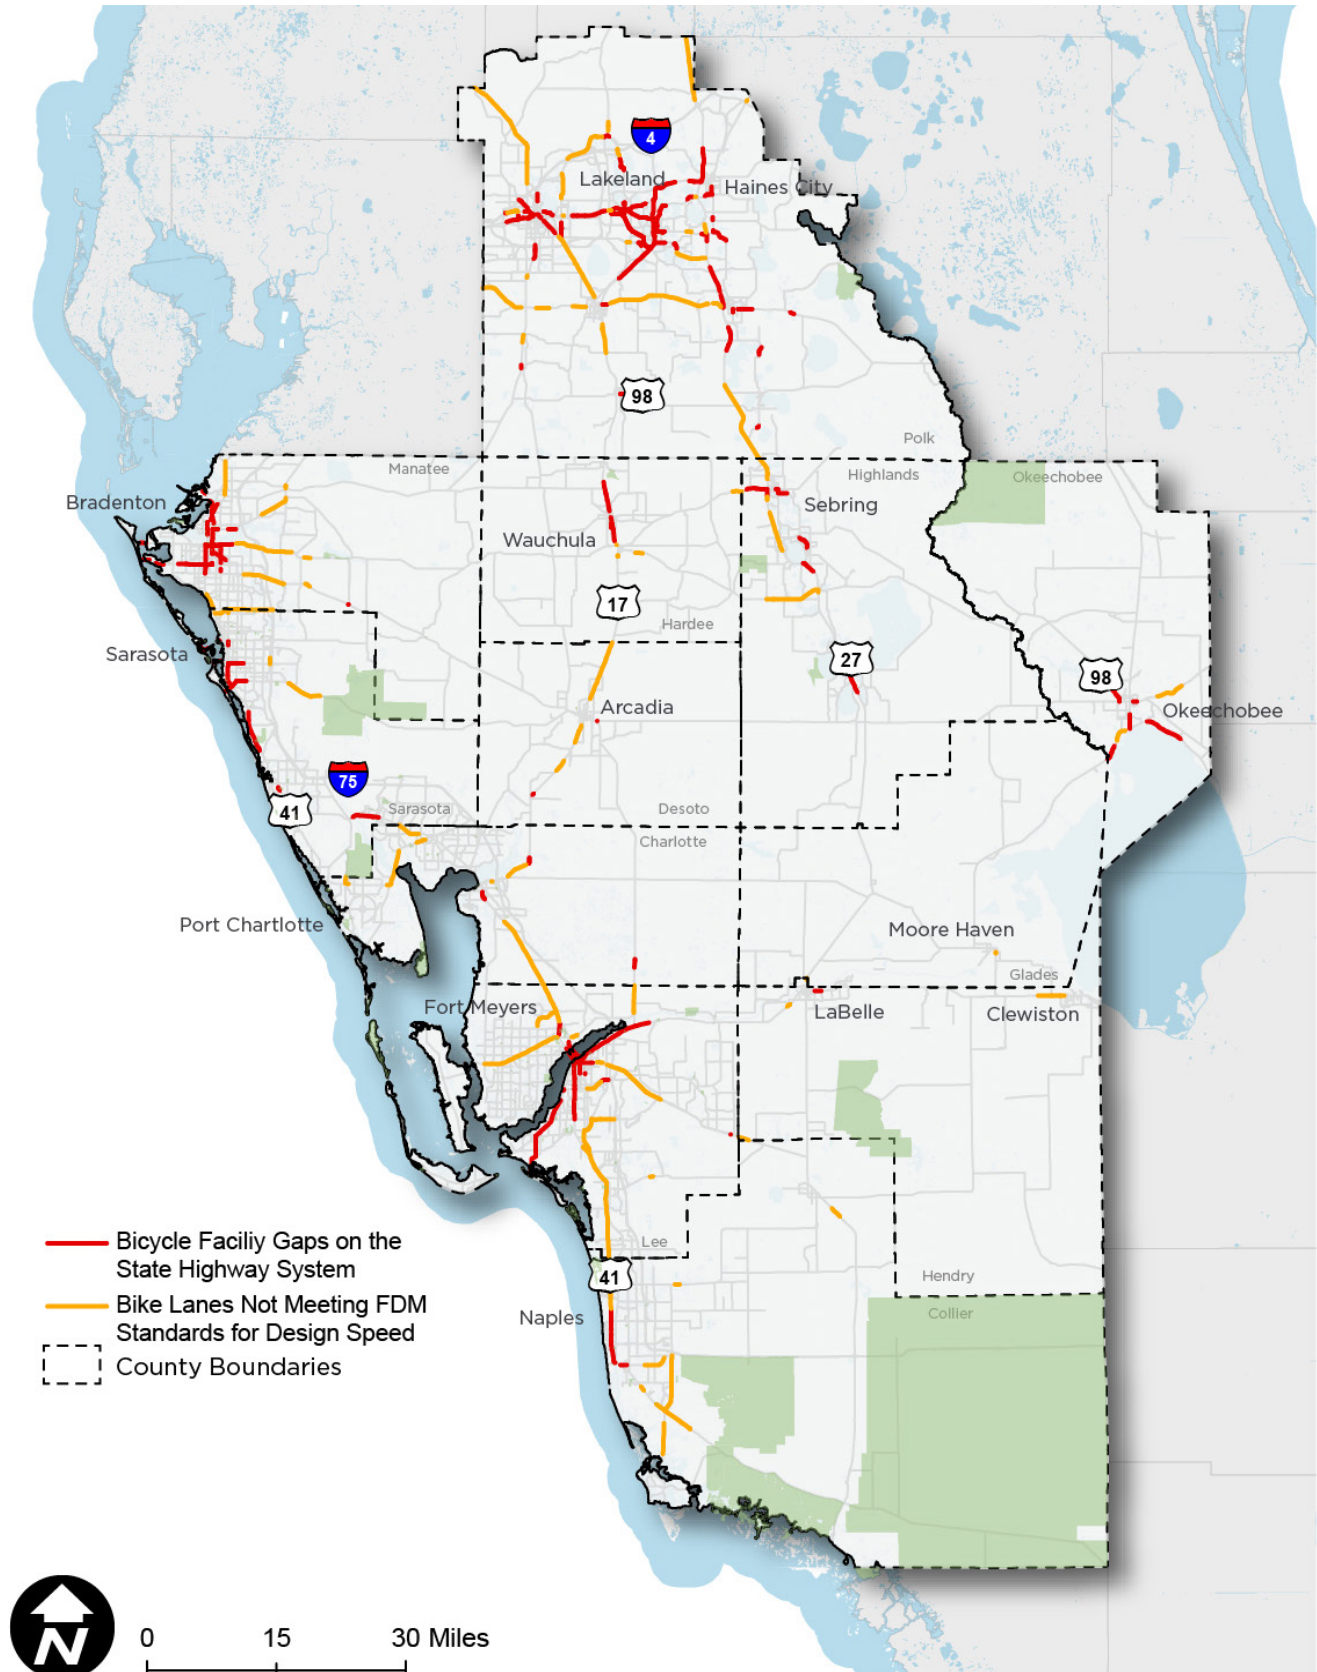 4
Lakeland
Haines City
98
Polk
Manatee
Highlands
Okeechobee
Bradenton
Sebring
Wauchula
17
Hardee
Sarasota
27
98
Arcadia
Okeechobee
75
41
Sarasota
Desoto
Charlotte
Port Chartlotte
Moore Haven
Glades
Fort Meyers
LaBelle
Clewiston
Bicycle Faciliy Gaps on the
State Highway System
Lee
41
Hendry
Bike Lanes Not Meeting FDM
Standards for Design Speed
Naples
Collier
County Boundaries
N
0 15 30 Miles